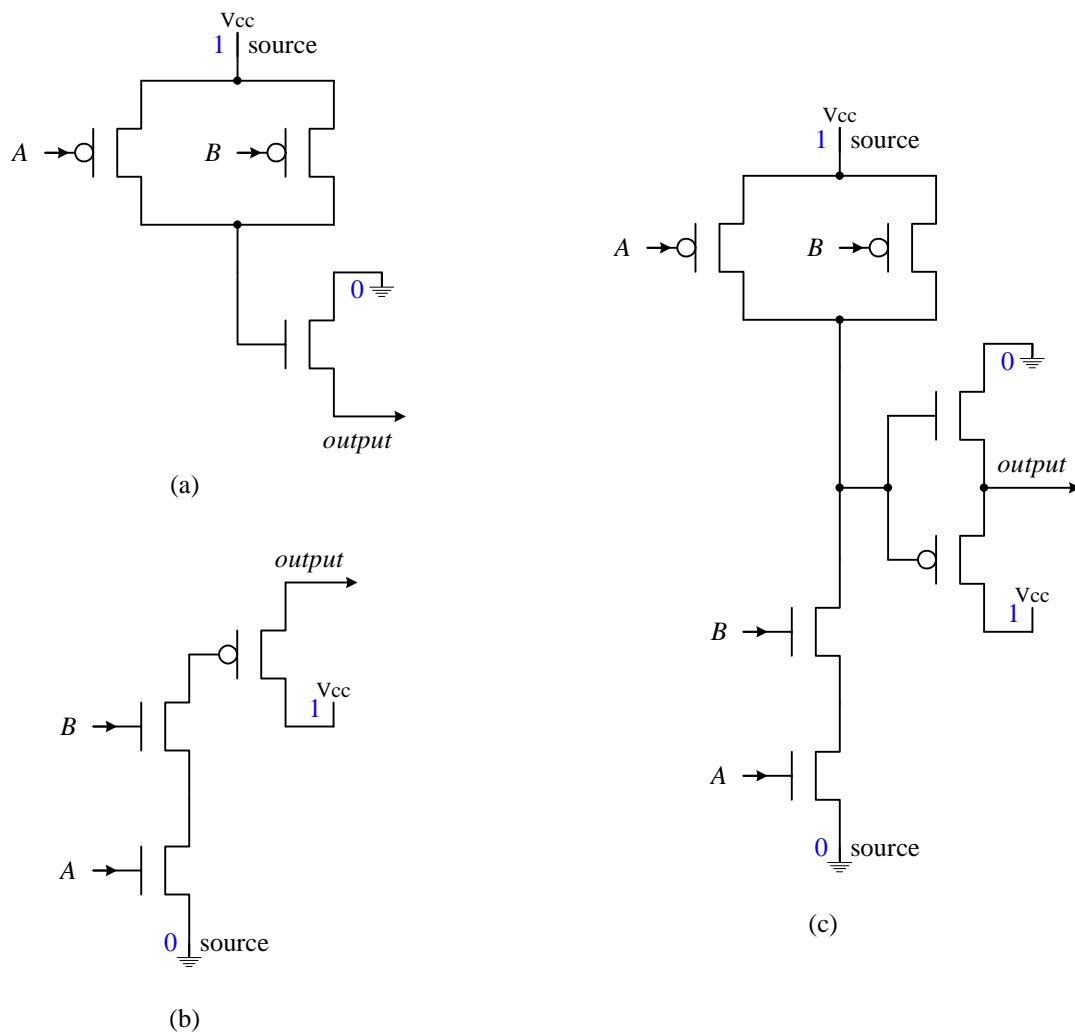 Vcc
1 source
A
B
0
output
(a)
output
B
Vcc
1
A
0 source
(b)
Vcc
1 source
A
B
0
output
Vcc
1
B
A
0 source
(c)